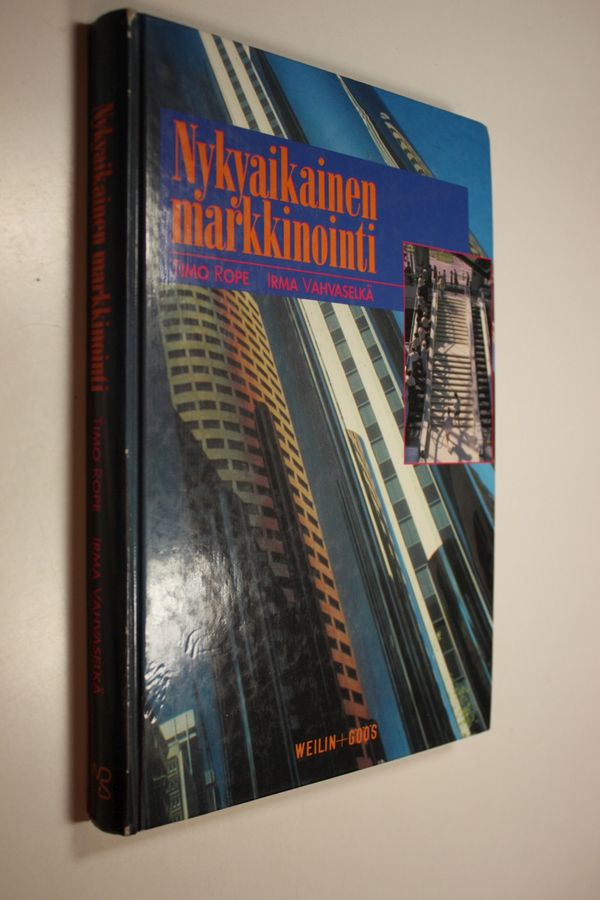 Nykyaikainen
markkinointi
TIMO ROPE IRMA VAHVASELKÄ
WEILIN+GÖÖS
Nykyaikainen markkinointi TIMO ROPE IRMA VAHVASELKÄ